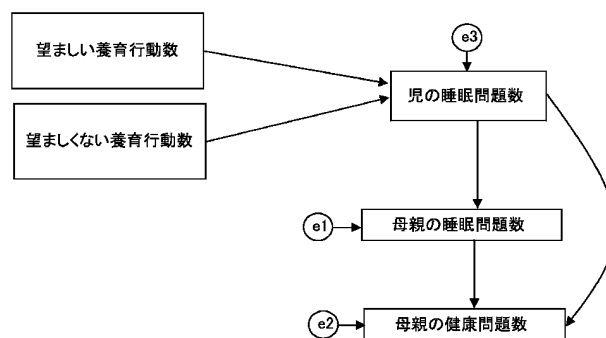 望ましい養育行動数
e3
児の睡眠問題数
望ましくない養育行動数
e1
母親の睡眠問題数
e2
母親の健康問題数